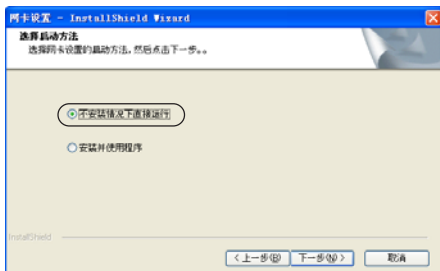 网卡设置 - InstallShield Wizard
选择启动方法
选择网卡设置的启动方法，然后点击下一步。。
不安装情况下直接运行
安装并使用程序
InstallShield
<上一步(B) 下一步(N)> 取消